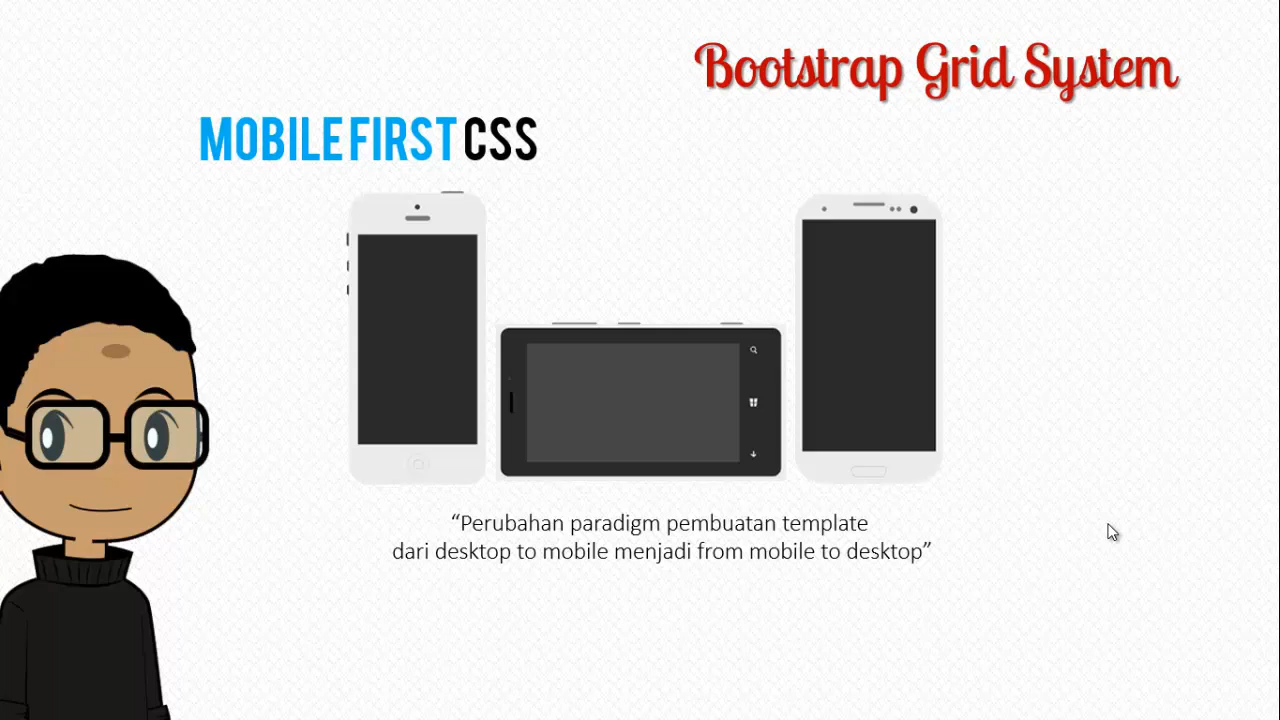 Bootstrap Grid System
MOBILE FIRST CSS
“Perubahan paradigm pembuatan template
dari desktop to mobile menjadi from mobile to desktop”